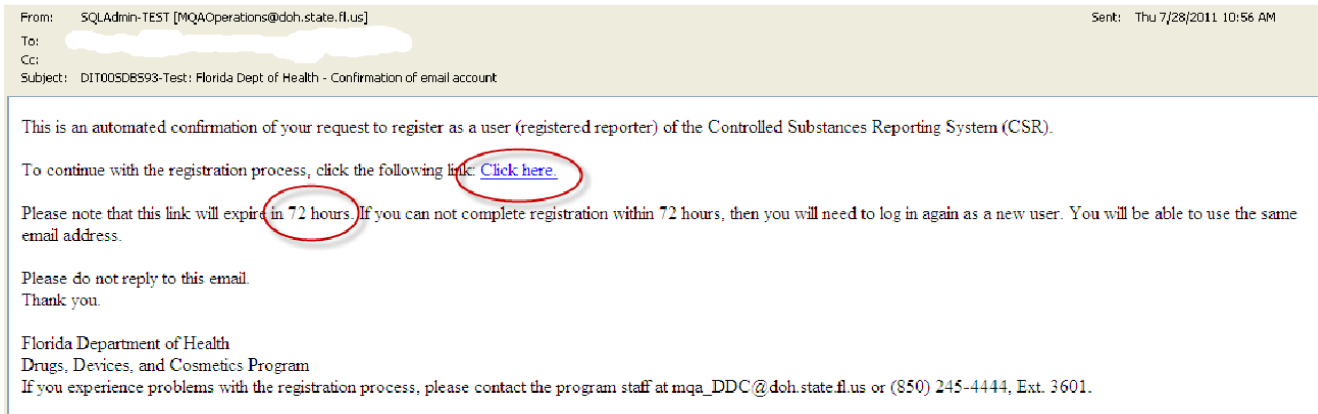 From: SQLAdmin-TEST [MQAOperations@doh.state.fl.us] Sent: Thu 7/28/2011 10:56 AM
To:
Cc:
Subject: DIT005DBS93-Test: Florida Dept of Health - Confirmation of email account
This is an automated confirmation of your request to register as a user (registered reporter) of the Controlled Substances Reporting System (CSR).
To continue with the registration process, click the following link: Click here.
Please note that this link will expire in 72 hours. If you can not complete registration within 72 hours, then you will need to log in again as a new user. You will be able to use the same
email address.
Please do not reply to this email.
Thank you.
Florida Department of Health
Drugs, Devices, and Cosmetics Program
If you experience problems with the registration process, please contact the program staff at mqa_DDC@doh.state.fl.us or (850) 245-4444, Ext. 3601.